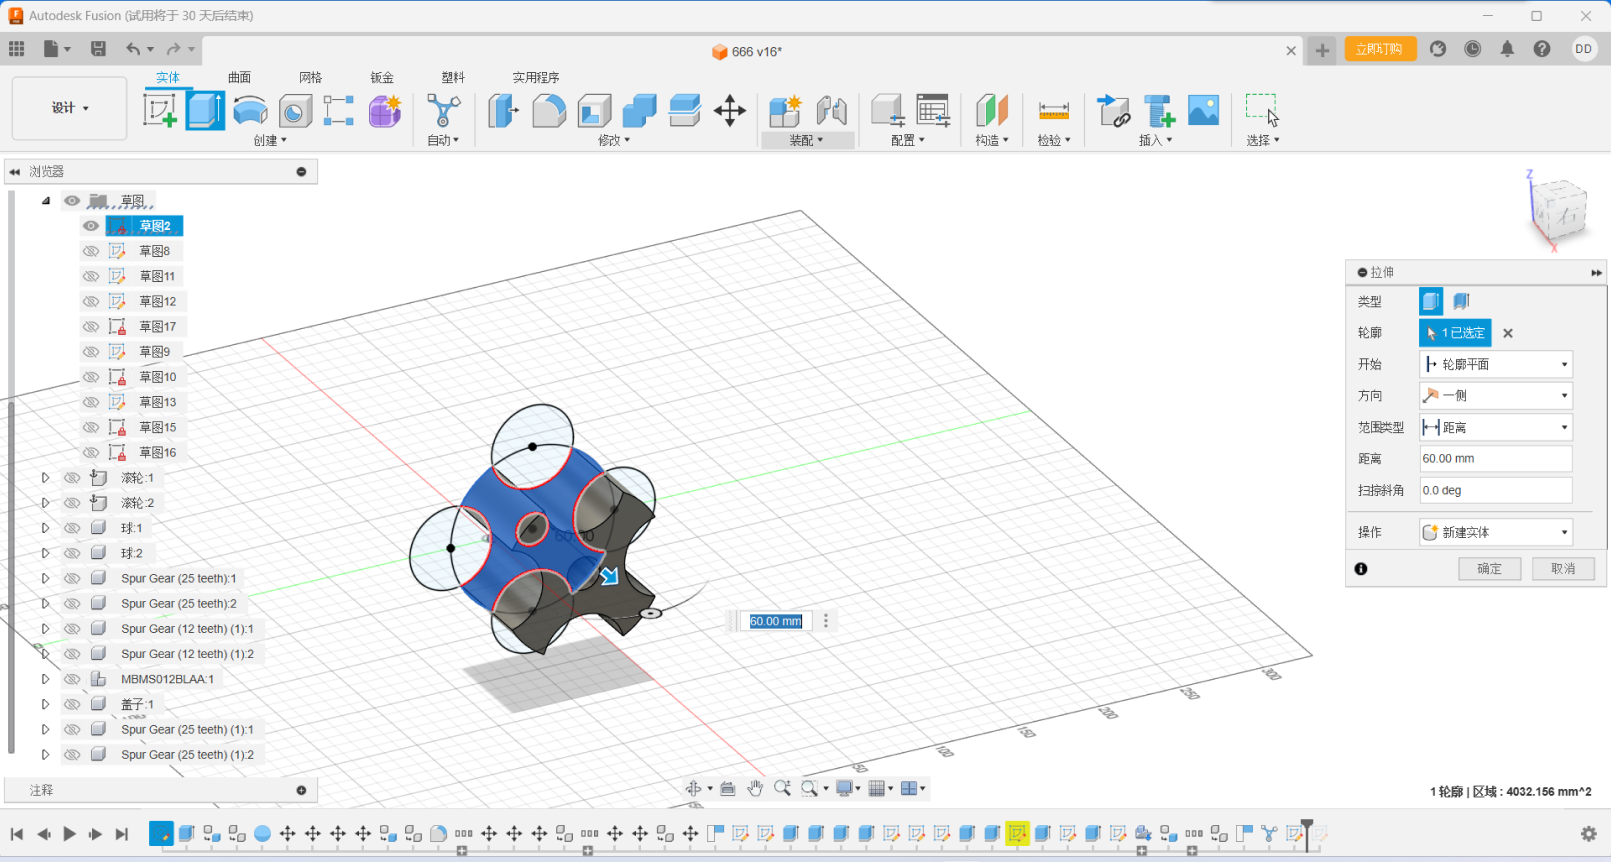 Autodesk Fusion (试用将于 30 天后结束)
666 v16*
立即订购
DD
设计
实体
曲面
网格
钣金
塑料
实用程序
创建
自动
修改
装配
配置
构造
检验
插入
选择
浏览器
草图
草图2
草图8
草图11
草图12
草图17
草图9
草图10
草图13
草图15
草图16
滚轮:1
滚轮:2
球:1
球:2
Spur Gear (25 teeth):1
Spur Gear (25 teeth):2
Spur Gear (12 teeth) (1):1
Spur Gear (12 teeth) (1):2
MBMS012BLAA:1
盖子:1
Spur Gear (25 teeth) (1):1
Spur Gear (25 teeth) (1):2
注释
60.00
60.00 mm
50
100
150
200
250
300
Z
X
右
拉伸
类型
轮廓
1 已选定
开始
轮廓平面
方向
一侧
范围类型
距离
距离
60.00 mm
扫掠斜角
0.0 deg
操作
新建实体
确定
取消
1 轮廓 | 区域 : 4032.156 mm^2